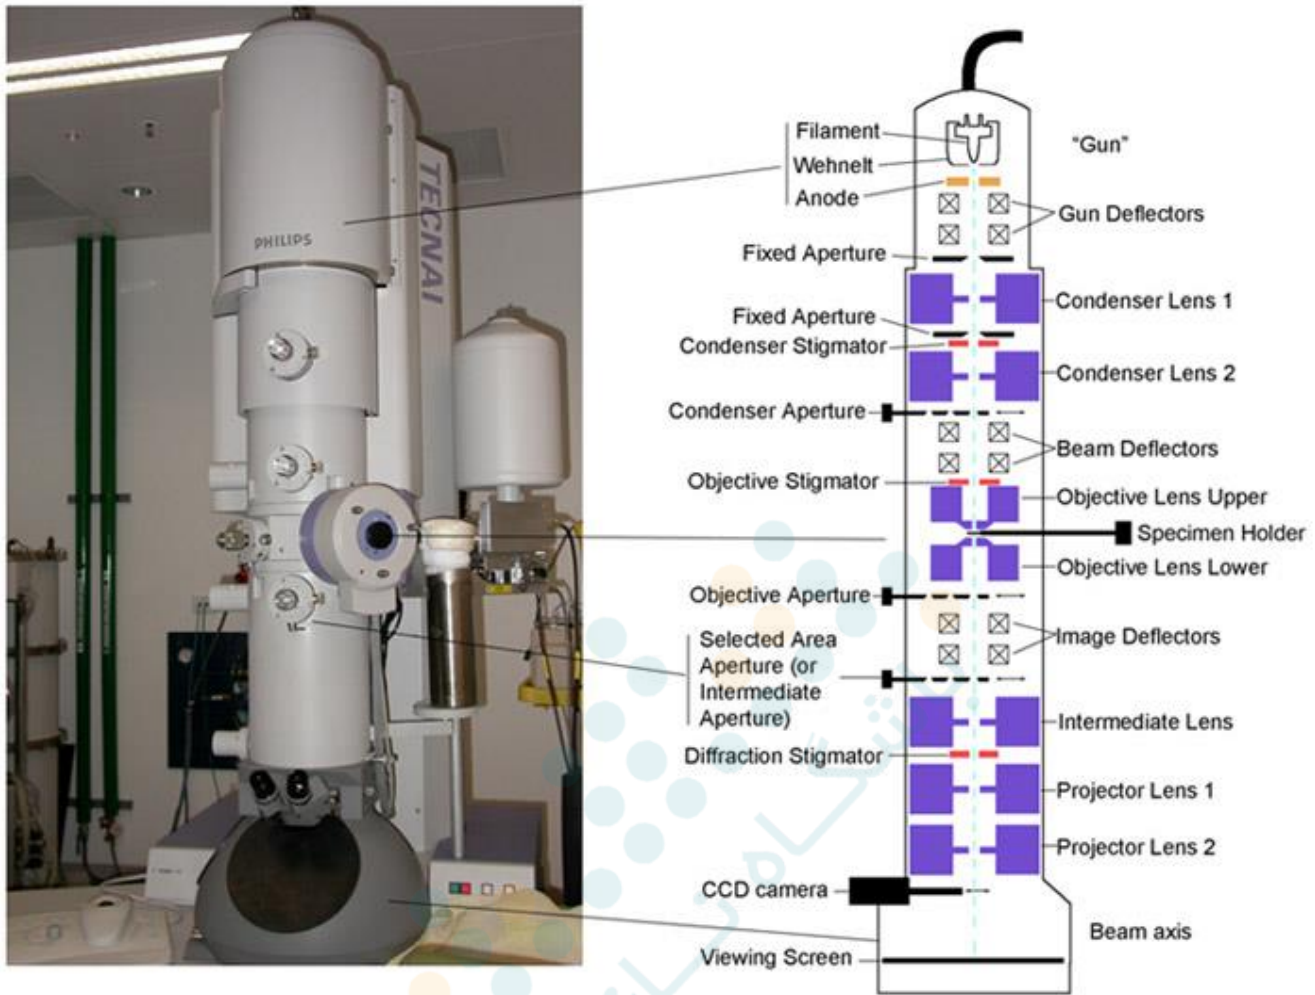 PHILIPS
TECNAI
Filament
Wehnelt
Anode
"Gun"
Gun Deflectors
Fixed Aperture
Condenser Lens 1
Fixed Aperture
Condenser Stigmator
Condenser Lens 2
Condenser Aperture
Beam Deflectors
Objective Stigmator
Objective Lens Upper
Specimen Holder
Objective Lens Lower
Objective Aperture
Image Deflectors
Selected Area
Aperture (or
Intermediate
Aperture)
Intermediate Lens
Diffraction Stigmator
Projector Lens 1
Projector Lens 2
CCD camera
Beam axis
Viewing Screen